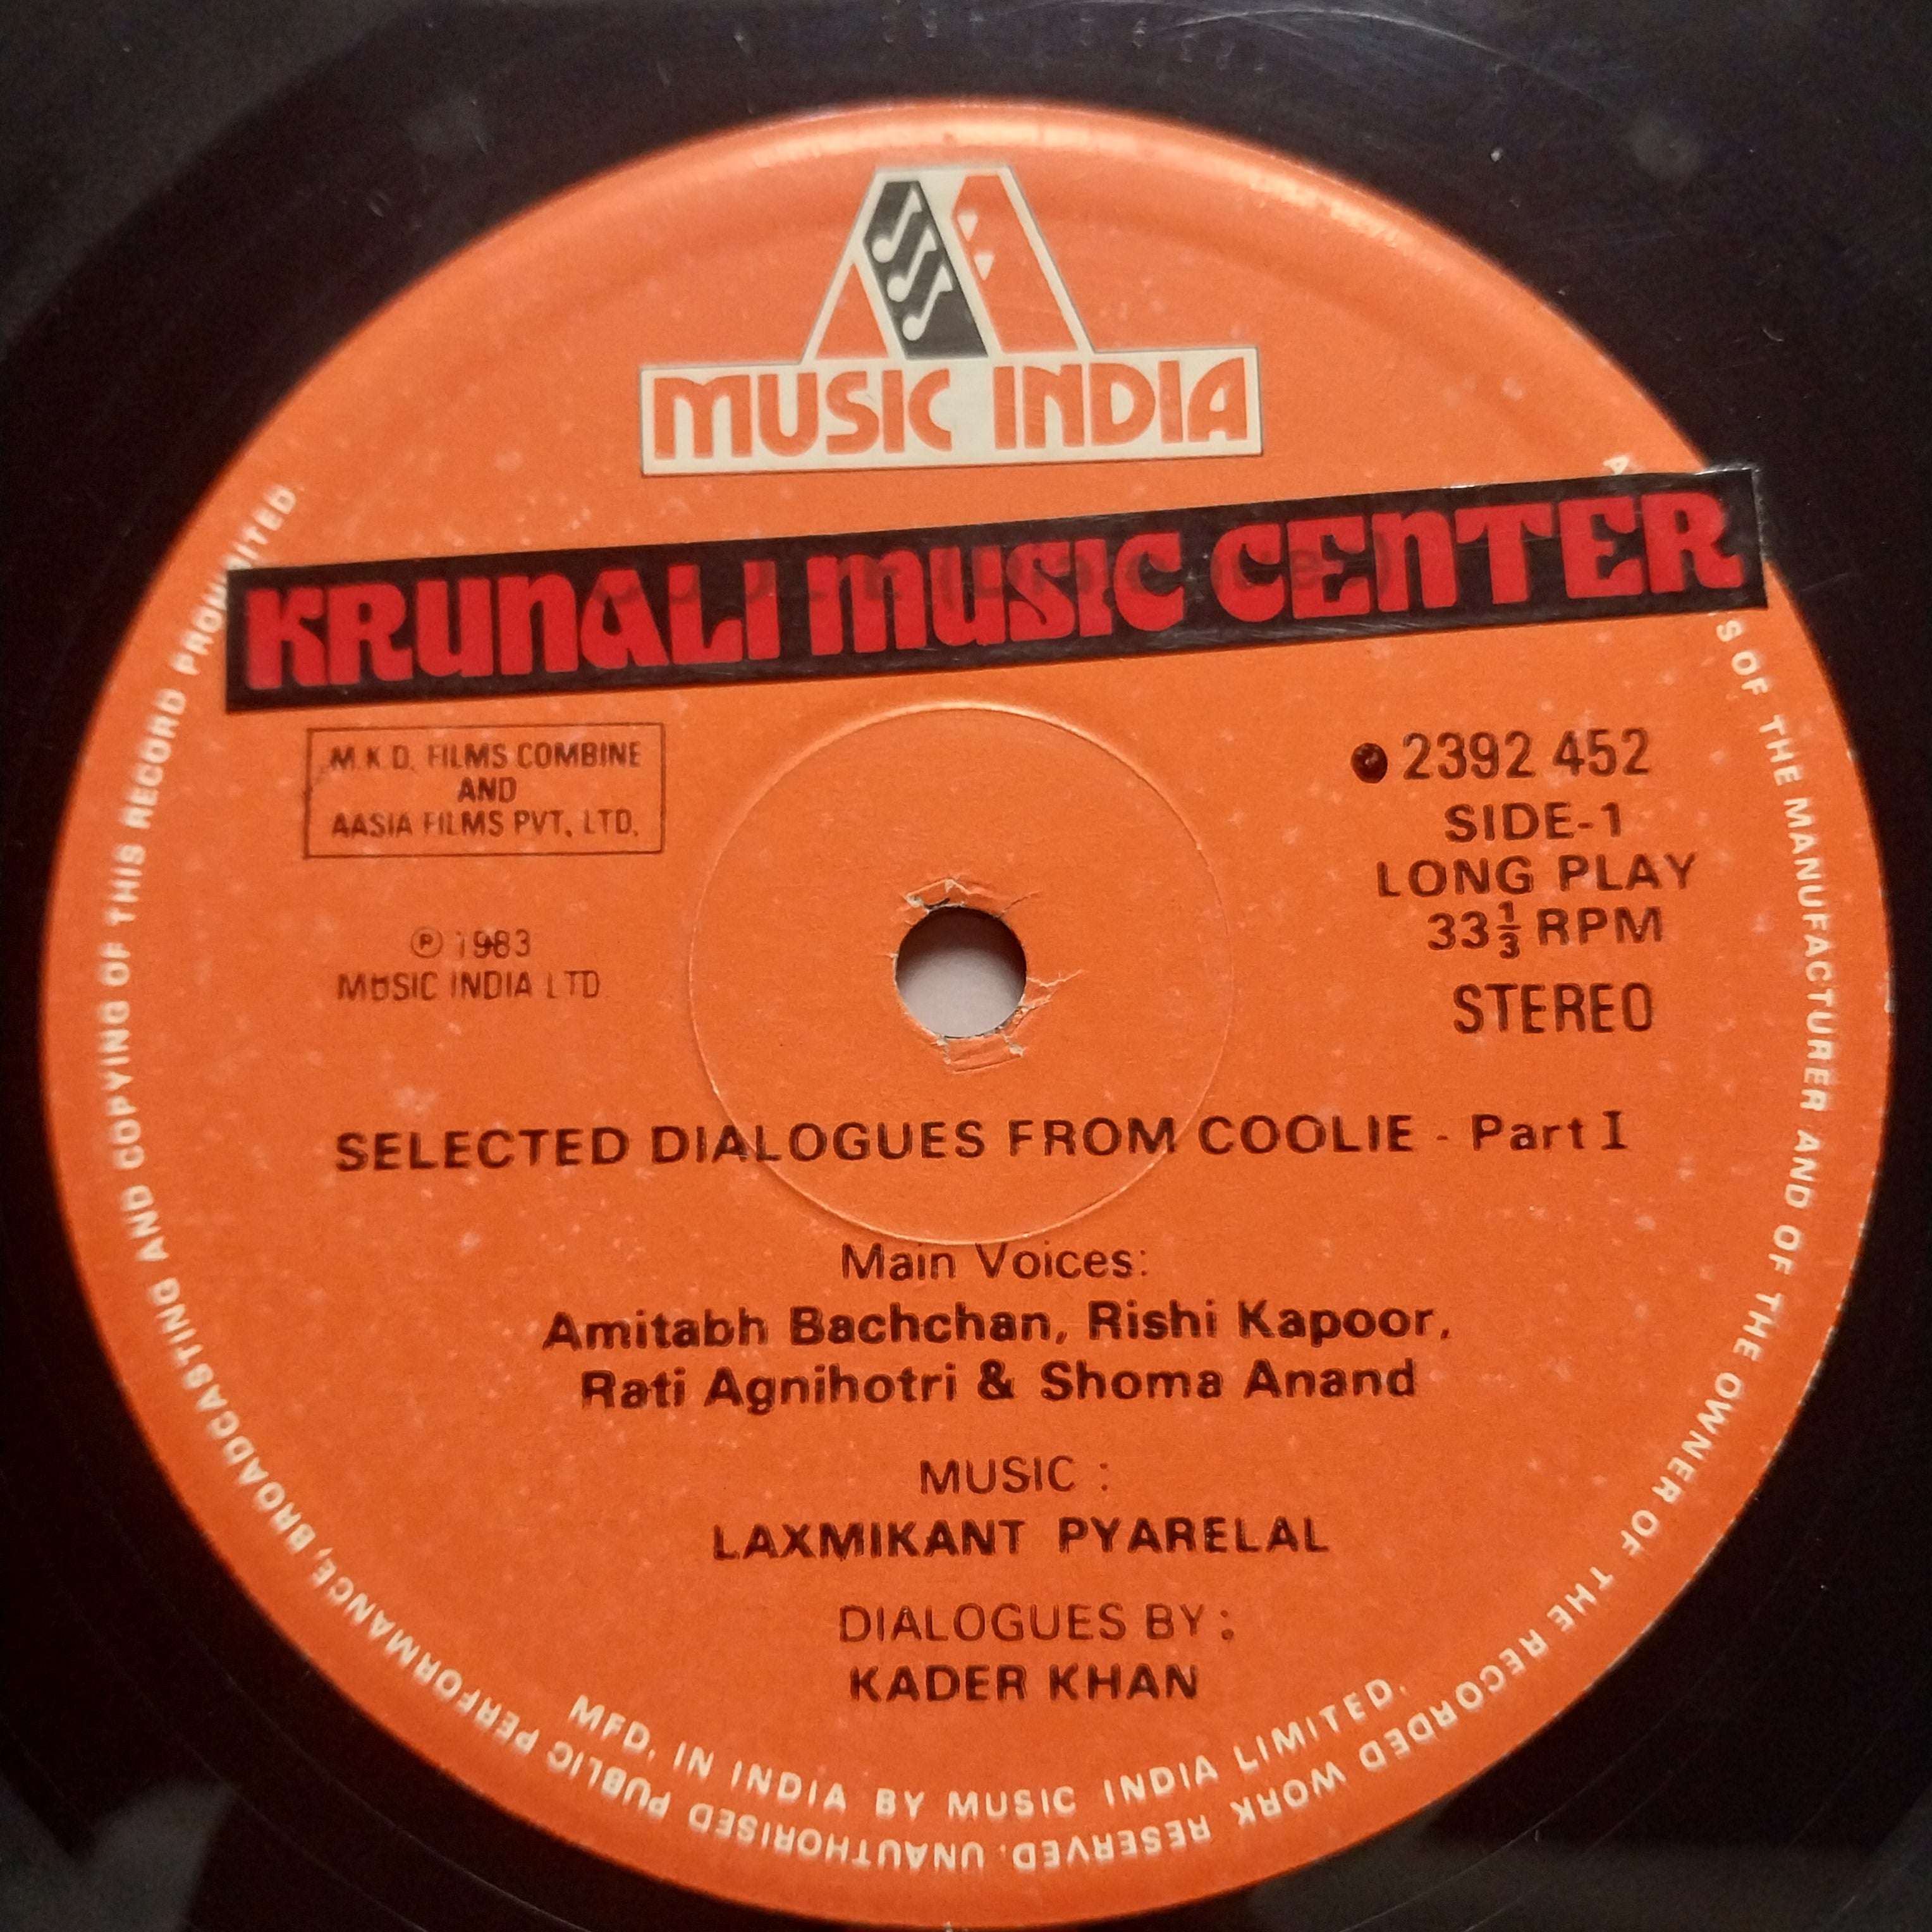 MUSIC INDIA
KRUNALI MUSIC CENTER
M.K.D. FILMS COMBINE
AND
AASIA FILMS PVT. LTD.
℗ 1983
MUSIC INDIA LTD
2392 452
SIDE-1
LONG PLAY
33⅓ RPM
STEREO
SELECTED DIALOGUES FROM COOLIE - Part I
Main Voices:
Amitabh Bachchan, Rishi Kapoor,
Rati Agnihotri & Shoma Anand
MUSIC :
LAXMIKANT PYARELAL
DIALOGUES BY :
KADER KHAN
MFD. IN INDIA BY MUSIC INDIA LIMITED.
OF THE MANUFACTURER AND OF THE OWNER OF THE RECORDED WORK RESERVED. UNAUTHORISED PUBLIC PERFORMANCE, BROADCASTING AND COPYING OF THIS RECORD PROHIBITED